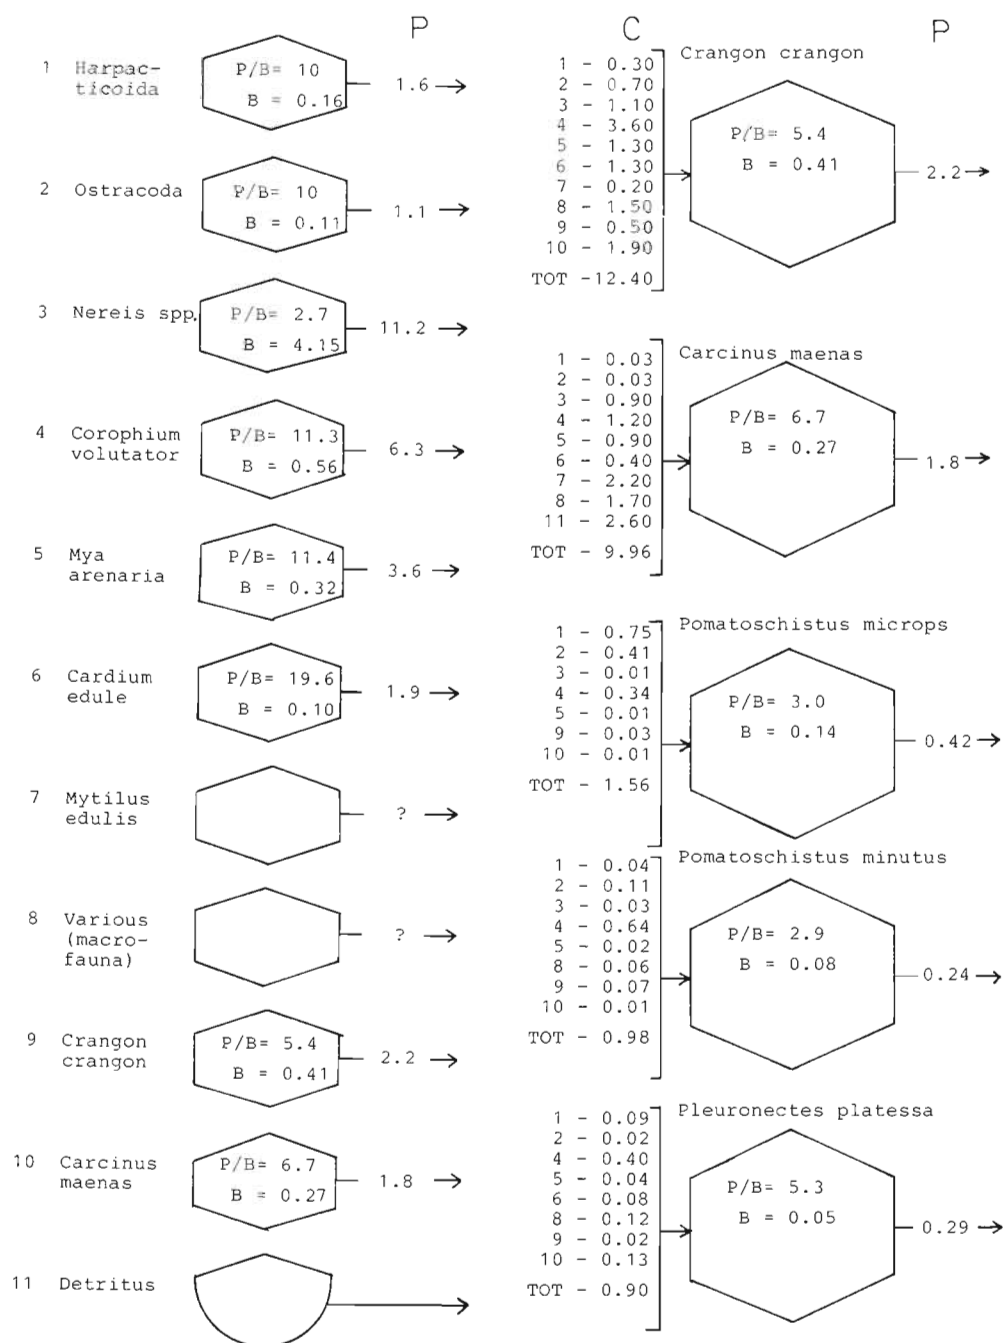 P
1 Harpac-
ticoida
P/B= 10
B = 0.16
1.6
2 Ostracoda
P/B= 10
B = 0.11
1.1
3 Nereis spp.
P/B= 2.7
B = 4.15
11.2
4 Corophium
volutator
P/B= 11.3
B = 0.56
6.3
5 Mya
arenaria
P/B= 11.4
B = 0.32
3.6
6 Cardium
edule
P/B= 19.6
B = 0.10
1.9
7 Mytilus
edulis
?
8 Various
(macro-
fauna)
?
9 Crangon
crangon
P/B= 5.4
B = 0.41
2.2
10 Carcinus
maenas
P/B= 6.7
B = 0.27
1.8
11 Detritus
C
P
Crangon crangon
1 - 0.30
2 - 0.70
3 - 1.10
4 - 3.60
5 - 1.30
6 - 1.30
7 - 0.20
8 - 1.50
9 - 0.50
10 - 1.90
TOT -12.40
P/B= 5.4
B = 0.41
2.2
Carcinus maenas
1 - 0.03
2 - 0.03
3 - 0.90
4 - 1.20
5 - 0.90
6 - 0.40
7 - 2.20
8 - 1.70
11 - 2.60
TOT - 9.96
P/B= 6.7
B = 0.27
1.8
Pomatoschistus microps
1 - 0.75
2 - 0.41
3 - 0.01
4 - 0.34
5 - 0.01
9 - 0.03
10 - 0.01
TOT - 1.56
P/B= 3.0
B = 0.14
0.42
Pomatoschistus minutus
1 - 0.04
2 - 0.11
3 - 0.03
4 - 0.64
5 - 0.02
8 - 0.06
9 - 0.07
10 - 0.01
TOT - 0.98
P/B= 2.9
B = 0.08
0.24
Pleuronectes platessa
1 - 0.09
2 - 0.02
4 - 0.40
5 - 0.04
6 - 0.08
8 - 0.12
9 - 0.02
10 - 0.13
TOT - 0.90
P/B= 5.3
B = 0.05
0.29